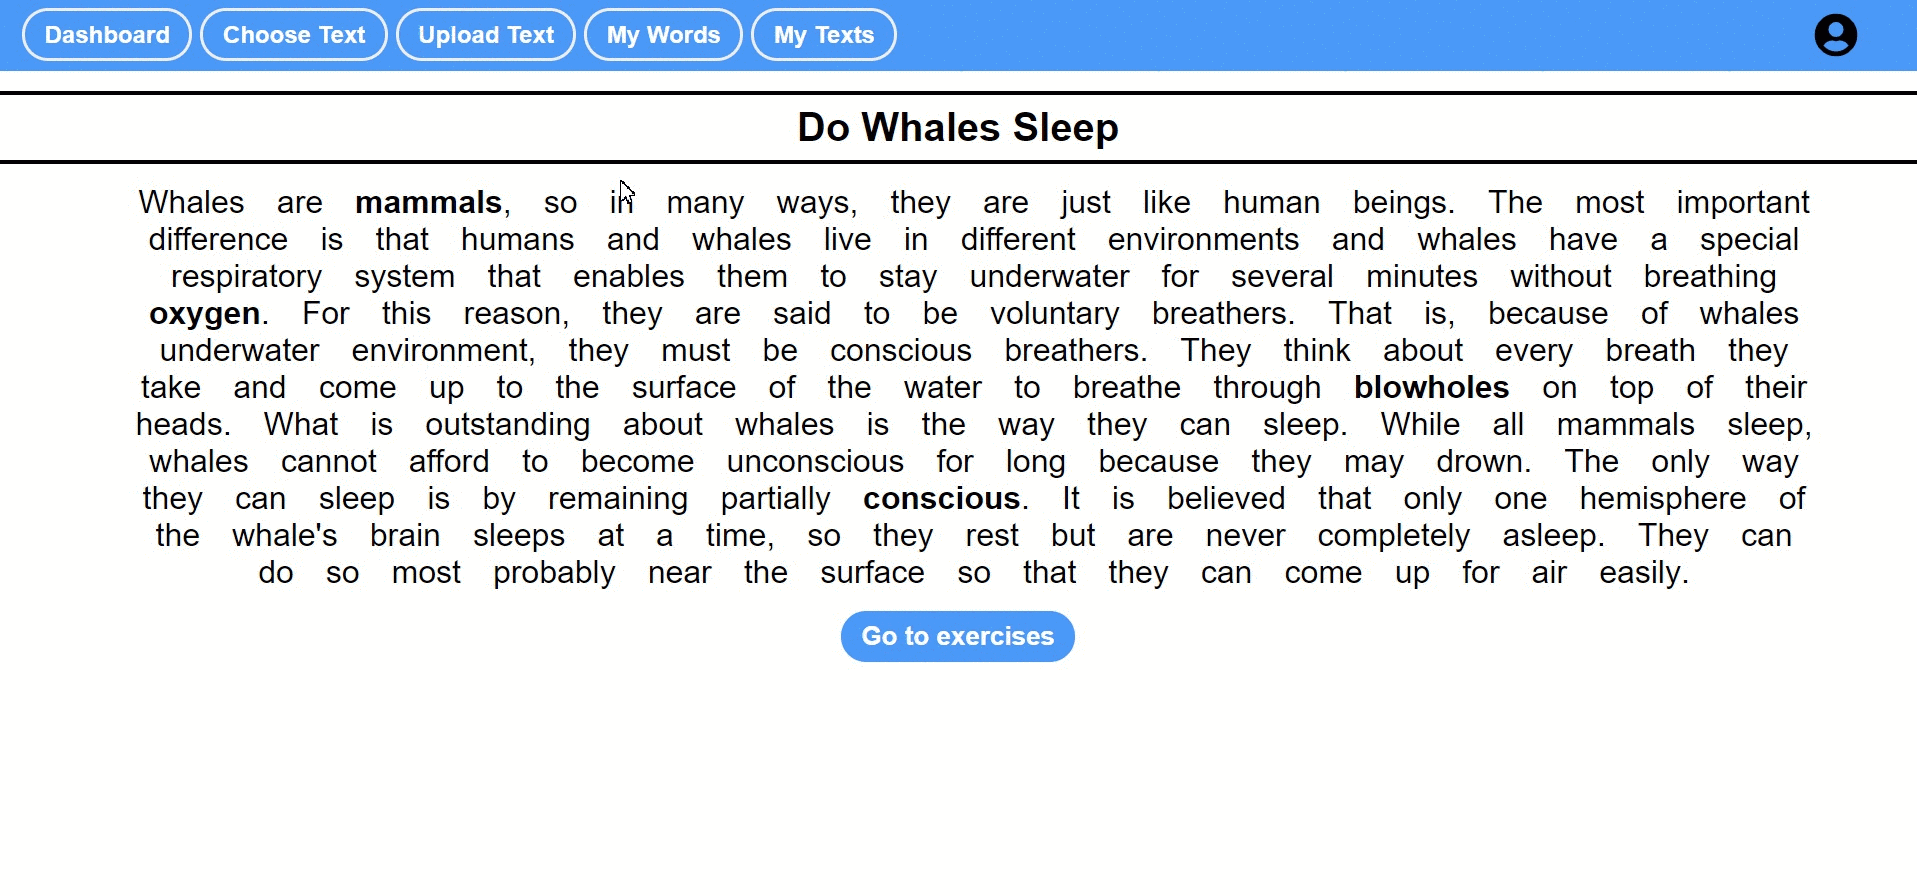 Dashboard Choose Text Upload Text My Words My Texts
Do Whales Sleep
Whales are mammals, so in many ways, they are just like human beings. The most important
difference is that humans and whales live in different environments and whales have a special
respiratory system that enables them to stay underwater for several minutes without breathing
oxygen. For this reason, they are said to be voluntary breathers. That is, because of whales
underwater environment, they must be conscious breathers. They think about every breath they
take and come up to the surface of the water to breathe through blowholes on top of their
heads. What is outstanding about whales is the way they can sleep. While all mammals sleep,
whales cannot afford to become unconscious for long because they may drown. The only way
they can sleep is by remaining partially conscious. It is believed that only one hemisphere of
the whale's brain sleeps at a time, so they rest but are never completely asleep. They can
do so most probably near the surface so that they can come up for air easily.
Go to exercises